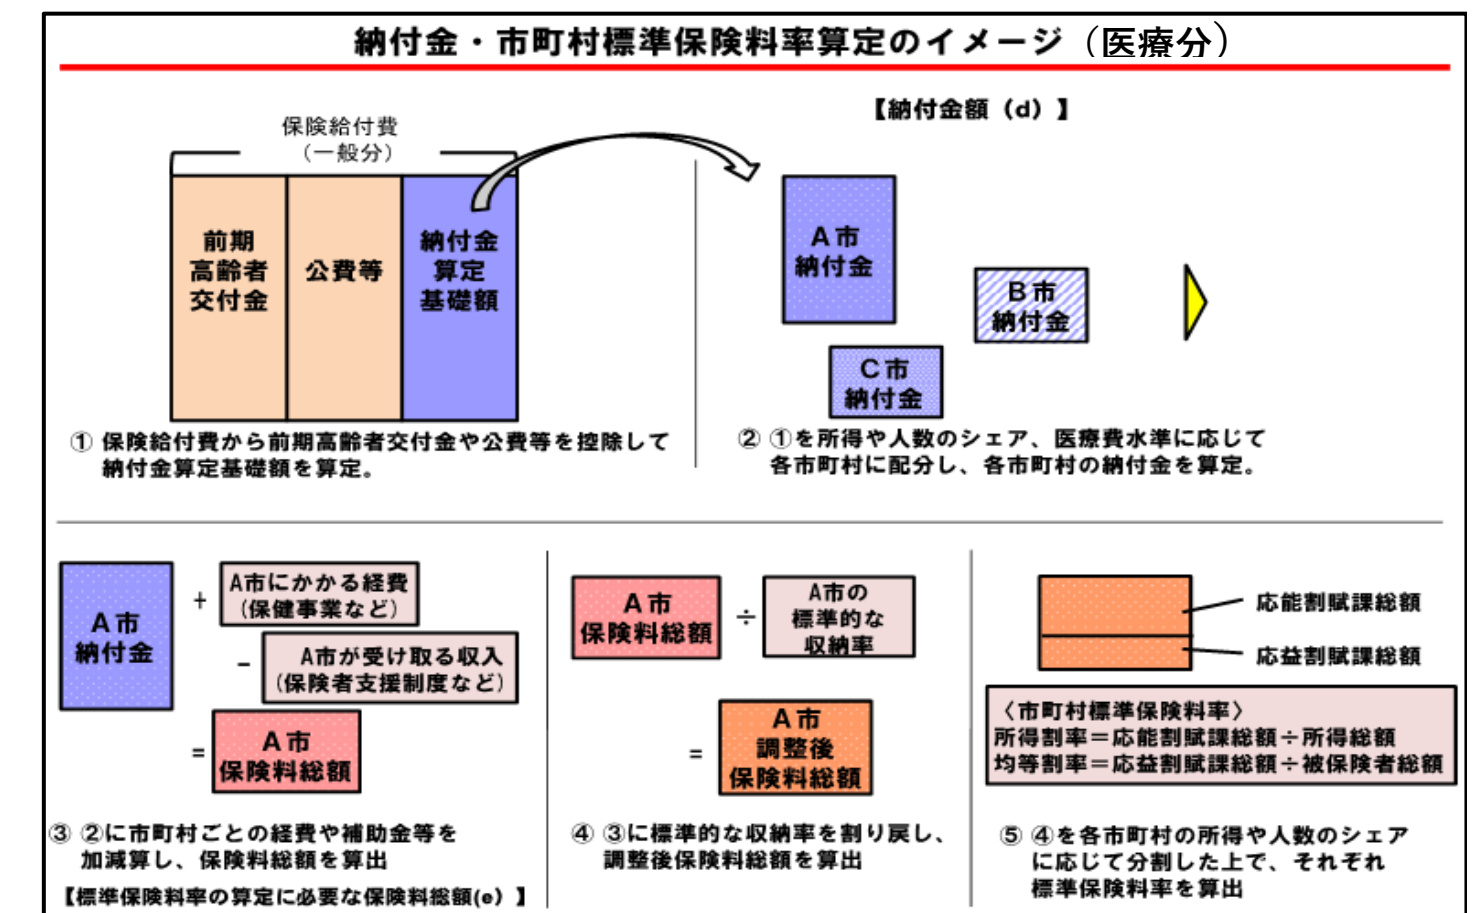 納付金・市町村標準保険料率算定のイメージ（医療分）
保険給付費
（一般分）
前期
高齢者
交付金
公費等
納付金
算定
基礎額
① 保険給付費から前期高齢者交付金や公費等を控除して
納付金算定基礎額を算定。
【納付金額（d）】
A市
納付金
B市
納付金
C市
納付金
② ①を所得や人数のシェア、医療費水準に応じて
各市町村に配分し、各市町村の納付金を算定。
A市
納付金
+
A市にかかる経費
(保健事業など)
−
A市が受け取る収入
(保険者支援制度など)
=
A市
保険料総額
③ ②に市町村ごとの経費や補助金等を
加減算し、保険料総額を算出
【標準保険料率の算定に必要な保険料総額(e) 】
A市
保険料総額
÷
A市の
標準的な
収納率
=
A市
調整後
保険料総額
④ ③に標準的な収納率を割り戻し、
調整後保険料総額を算出
応能割賦課総額
応益割賦課総額
〈市町村標準保険料率〉
所得割率＝応能割賦課総額÷所得総額
均等割率＝応益割賦課総額÷被保険者総額
⑤ ④を各市町村の所得や人数のシェア
に応じて分割した上で、それぞれ
標準保険料率を算出